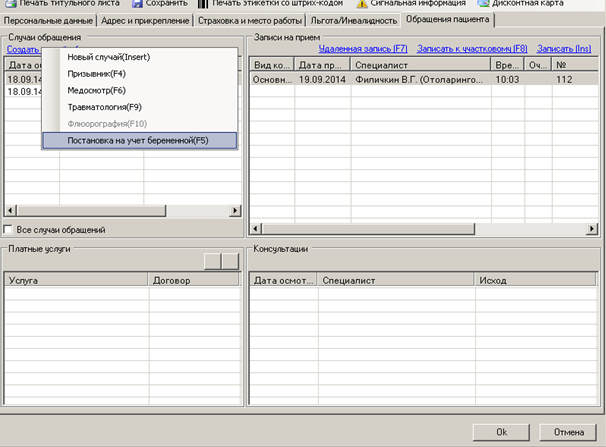 Печать титульного листа Сохранить Печать этикетки со штрих-кодом Сигнальная информация Дисконтная карта
Персональные данные Адрес и прикрепление Страховка и место работы Льгота/Инвалидность Обращения пациента
Случаи обращения
Создать
Дата о
18.09.14
18.09.14
Новый случай(Insert)
Призывник(F4)
Медосмотр(F6)
Травматология(F9)
Флюорография(F10)
Постановка на учет беременной(F5)
Все случаи обращений
Записи на прием
Удаленная запись (F7) Записать к участковому (F8) Записать (Ins)
Вид ко... Дата пр... Специалист Вре... Оч... №
Основн... 19.09.2014 Филичкин В.Г. (Отоларинго... 10:03 112
Платные услуги
Услуга Договор
Консультации
Дата осмот... Специалист Исход
Ok Отмена